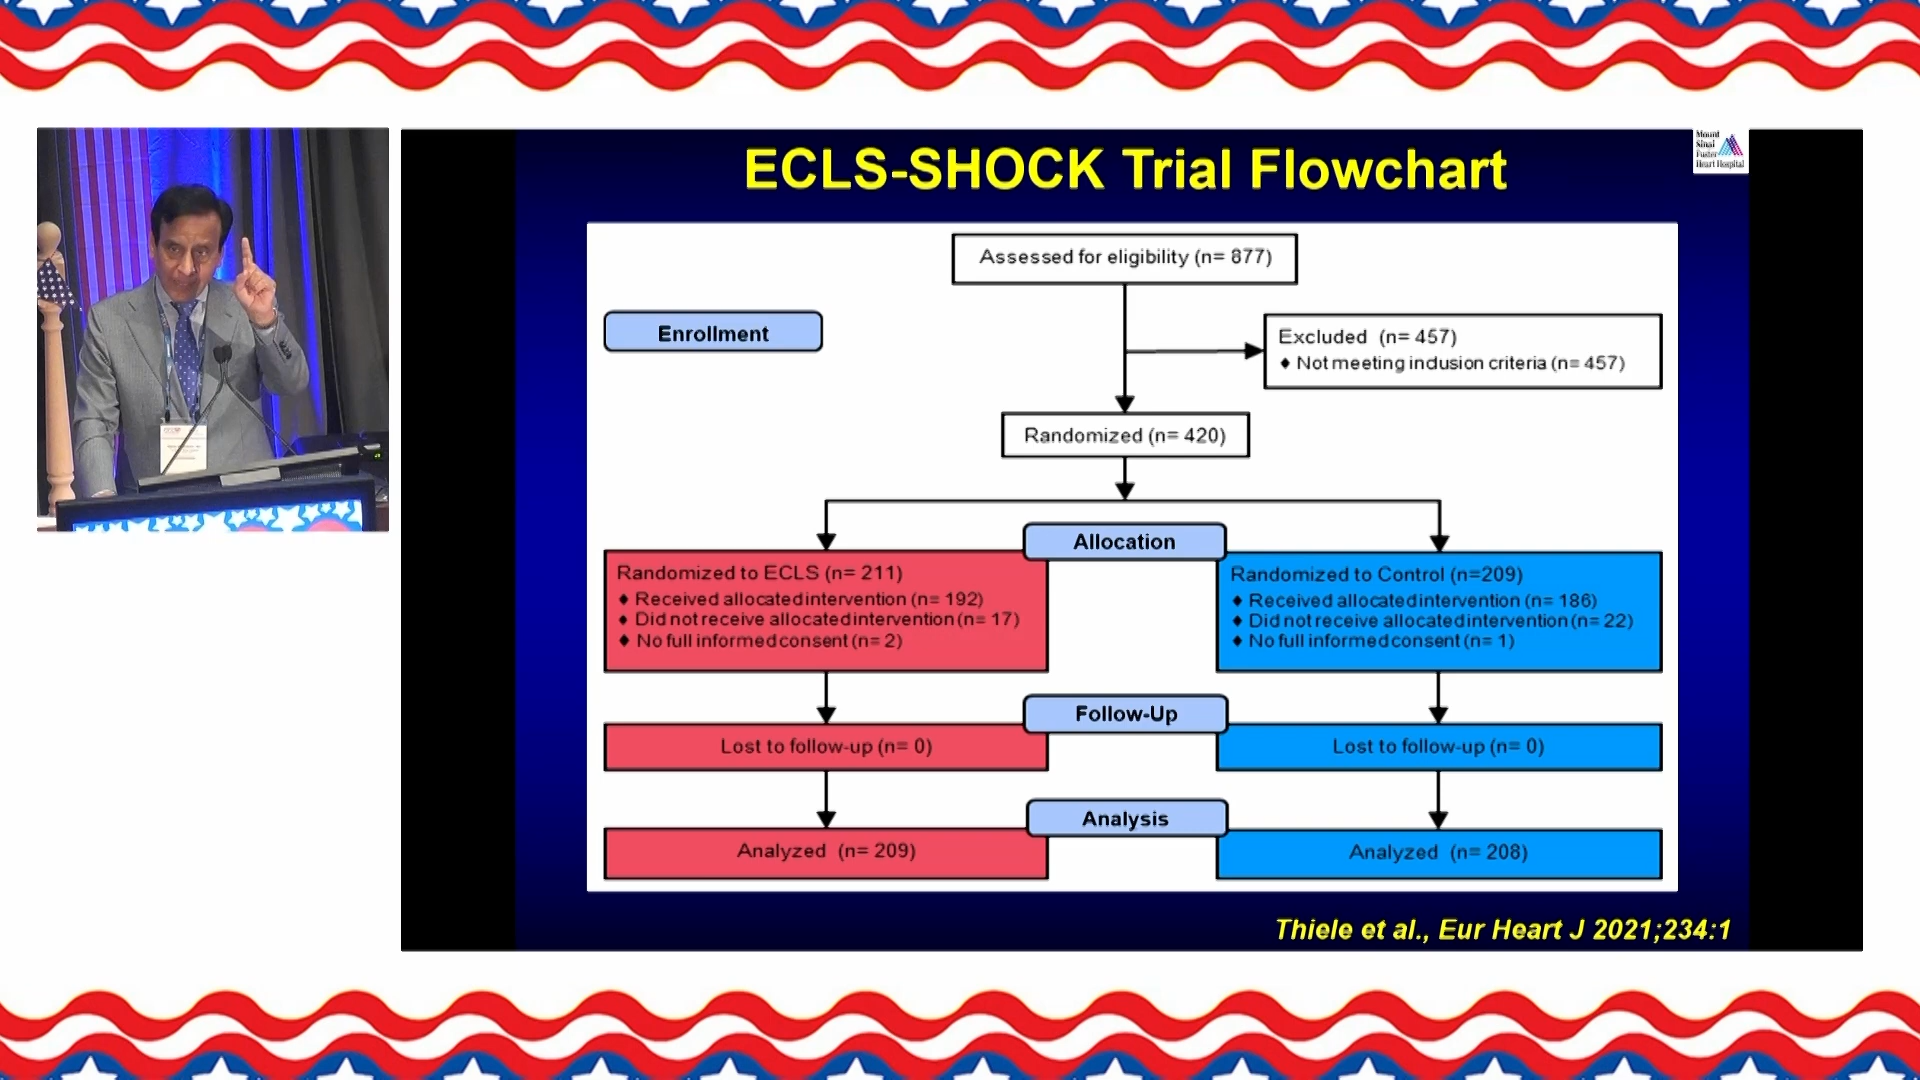 ECLS-SHOCK Trial Flowchart
Mount
Sinai
Fuster
Heart Hospital
Assessed for eligibility (n= 877)
Enrollment
Excluded (n= 457)
♦ Not meeting inclusion criteria (n= 457)
Randomized (n= 420)
Allocation
Randomized to ECLS (n= 211)
♦ Received allocated intervention (n= 192)
♦ Did not receive allocated intervention (n= 17)
♦ No full informed consent (n= 2)
Randomized to Control (n=209)
♦ Received allocated intervention (n= 186)
♦ Did not receive allocated intervention (n= 22)
♦ No full informed consent (n= 1)
Follow-Up
Lost to follow-up (n= 0)
Lost to follow-up (n= 0)
Analysis
Analyzed (n= 209)
Analyzed (n= 208)
Thiele et al., Eur Heart J 2021;234:1